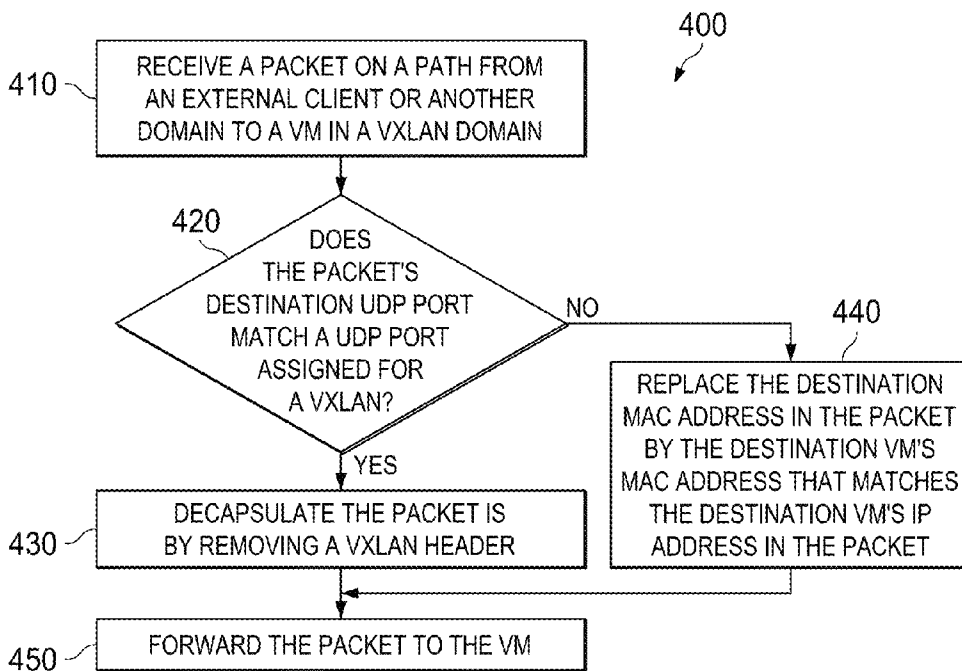 400
410
RECEIVE A PACKET ON A PATH FROM
AN EXTERNAL CLIENT OR ANOTHER
DOMAIN TO A VM IN A VXLAN DOMAIN
420
DOES
THE PACKET'S
DESTINATION UDP PORT
MATCH A UDP PORT
ASSIGNED FOR
A VXLAN?
NO
YES
440
REPLACE THE DESTINATION
MAC ADDRESS IN THE PACKET
BY THE DESTINATION VM'S
MAC ADDRESS THAT MATCHES
THE DESTINATION VM'S IP
ADDRESS IN THE PACKET
430
DECAPSULATE THE PACKET IS
BY REMOVING A VXLAN HEADER
450
FORWARD THE PACKET TO THE VM